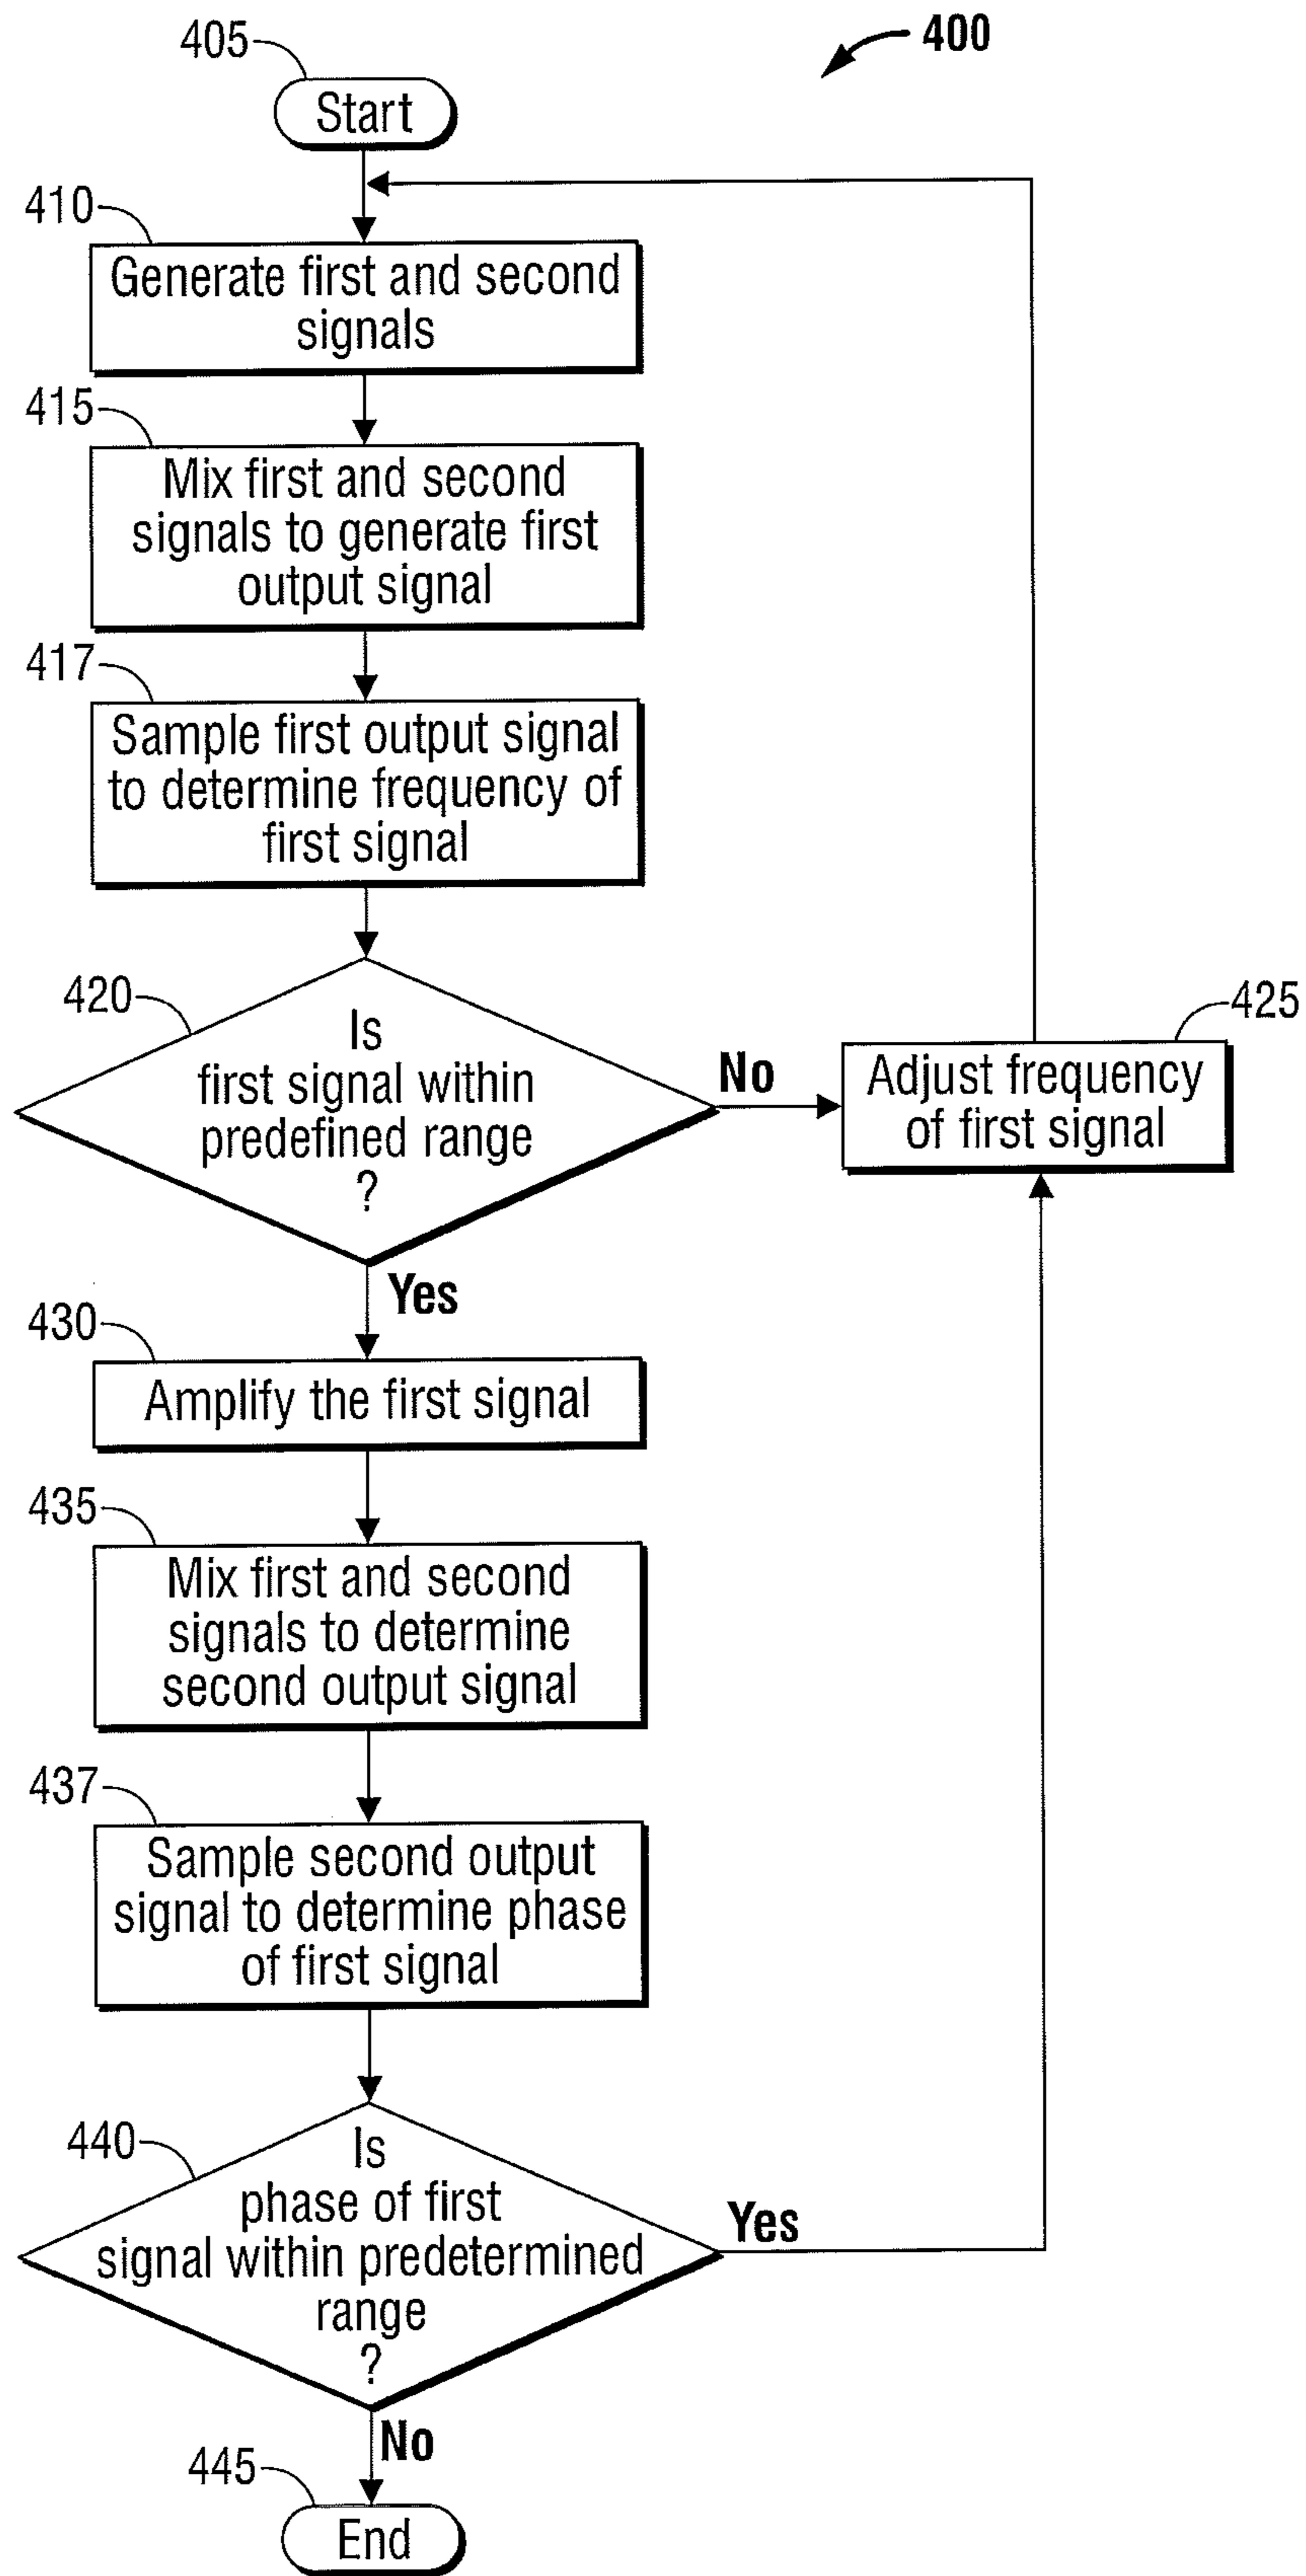 400
405
Start
410
Generate first and second
signals
415
Mix first and second
signals to generate first
output signal
417
Sample first output signal
to determine frequency of
first signal
420
Is
first signal within
predefined range
?
No
425
Adjust frequency
of first signal
Yes
430
Amplify the first signal
435
Mix first and second
signals to determine
second output signal
437
Sample second output
signal to determine phase
of first signal
440
Is
phase of first
signal within predetermined
range
?
Yes
No
445
End